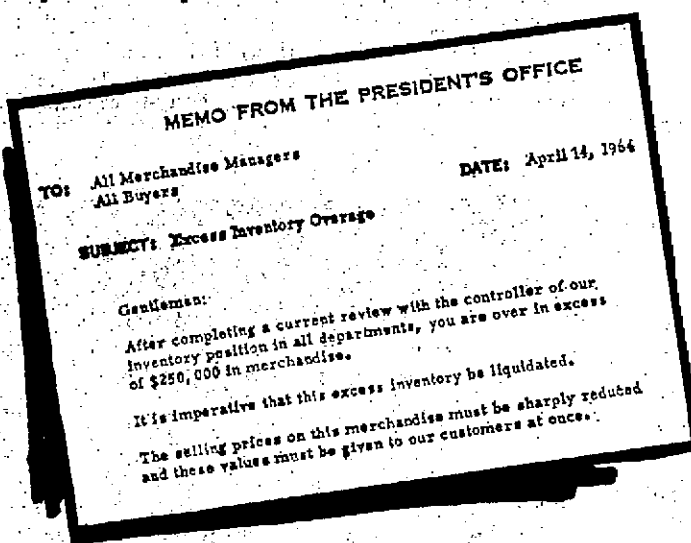 MEMO FROM THE PRESIDENT'S OFFICE
TO: All Merchandise Managers
All Buyers
DATE: April 14, 1964
SUBJECT: Excess Inventory Overage
Gentlemen:
After completing a current review with the controller of our
inventory position in all departments, you are over in excess
of $250,000 in merchandise.
It is imperative that this excess inventory be liquidated.
The selling prices on this merchandise must be sharply reduced
and these values must be given to our customers at once.